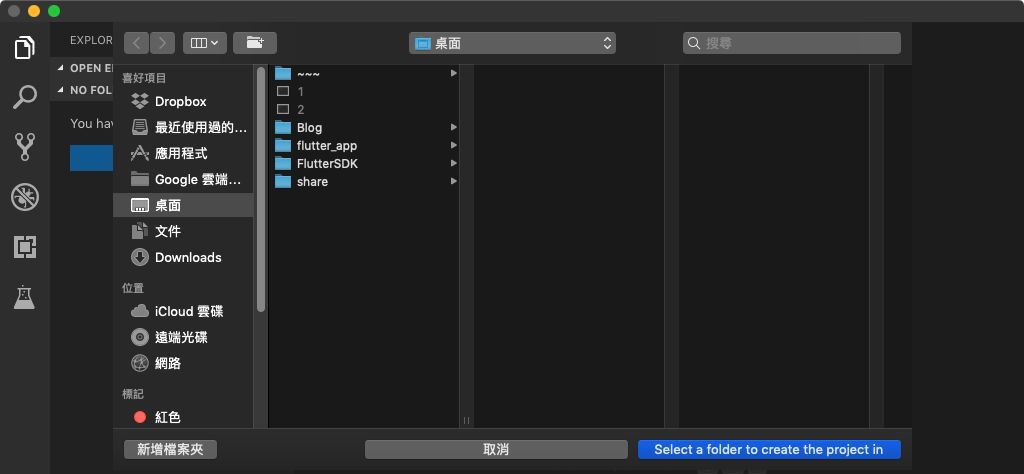 EXPLOR
桌面
搜尋
OPEN E
NO FOL
You hav
喜好項目
Dropbox
最近使用過的...
應用程式
Google 雲端...
桌面
文件
Downloads
位置
iCloud 雲碟
遠端光碟
網路
標記
紅色
~~~
1
2
Blog
flutter_app
FlutterSDK
share
新增檔案夾
取消
Select a folder to create the project in